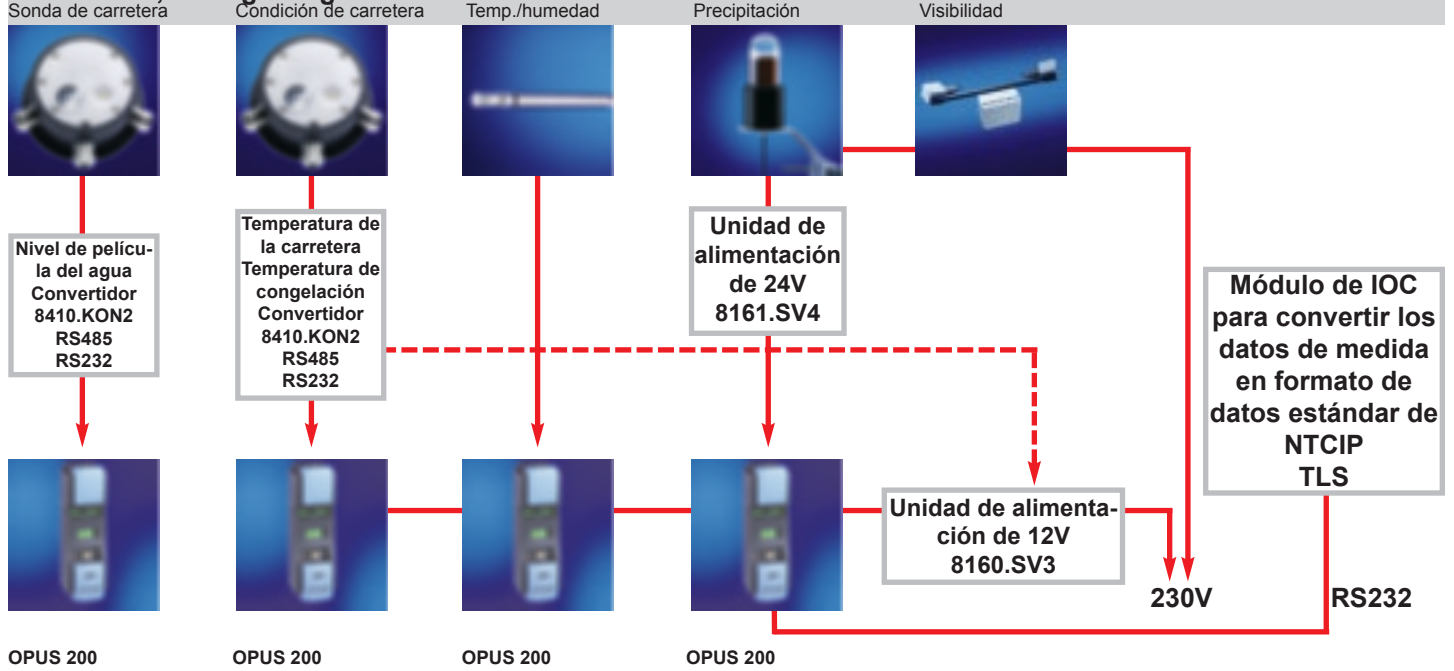 Sonda de carretera
Condición de carretera
Temp./humedad
Precipitación
Visibilidad
Nivel de pelícu-
la del agua
Convertidor
8410.KON2
RS485
RS232
Temperatura de
la carretera
Temperatura de
congelación
Convertidor
8410.KON2
RS485
RS232
Unidad de
alimentación
de 24V
8161.SV4
Módulo de IOC
para convertir los
datos de medida
en formato de
datos estándar de
NTCIP
TLS
Unidad de alimenta-
ción de 12V
8160.SV3
230V
RS232
OPUS 200
OPUS 200
OPUS 200
OPUS 200